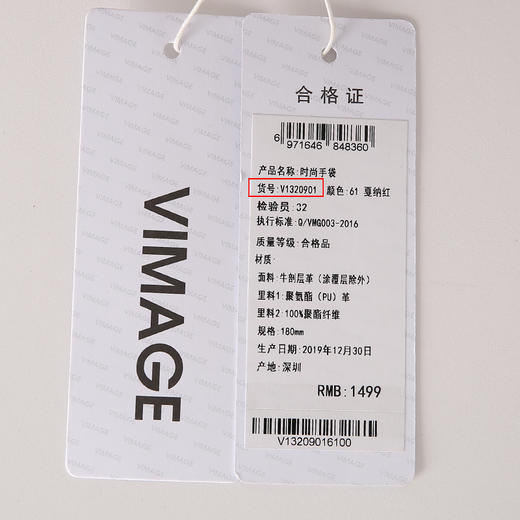 VIMAGE
合格证
6 971646 848360
产品名称:时尚手袋
货号:V1320901 颜色:61 戛纳红
检验员:32
执行标准:Q/VMG003-2016
质量等级:合格品
材质:
面料:牛剖层革(涂覆层除外)
里料1:聚氨酯(PU)革
里料2:100%聚酯纤维
规格:180mm
生产日期:2019年12月30日
产地:深圳
RMB:1499
V13209016100